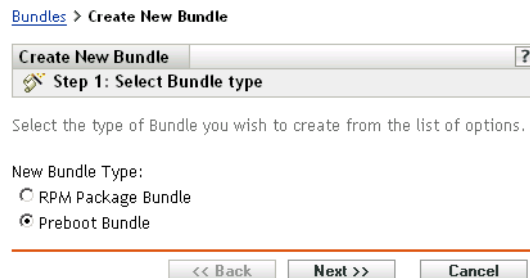 Bundles > Create New Bundle
Create New Bundle
?
Step 1: Select Bundle type
Select the type of Bundle you wish to create from the list of options.
New Bundle Type:
RPM Package Bundle
Preboot Bundle
<< Back Next >> Cancel